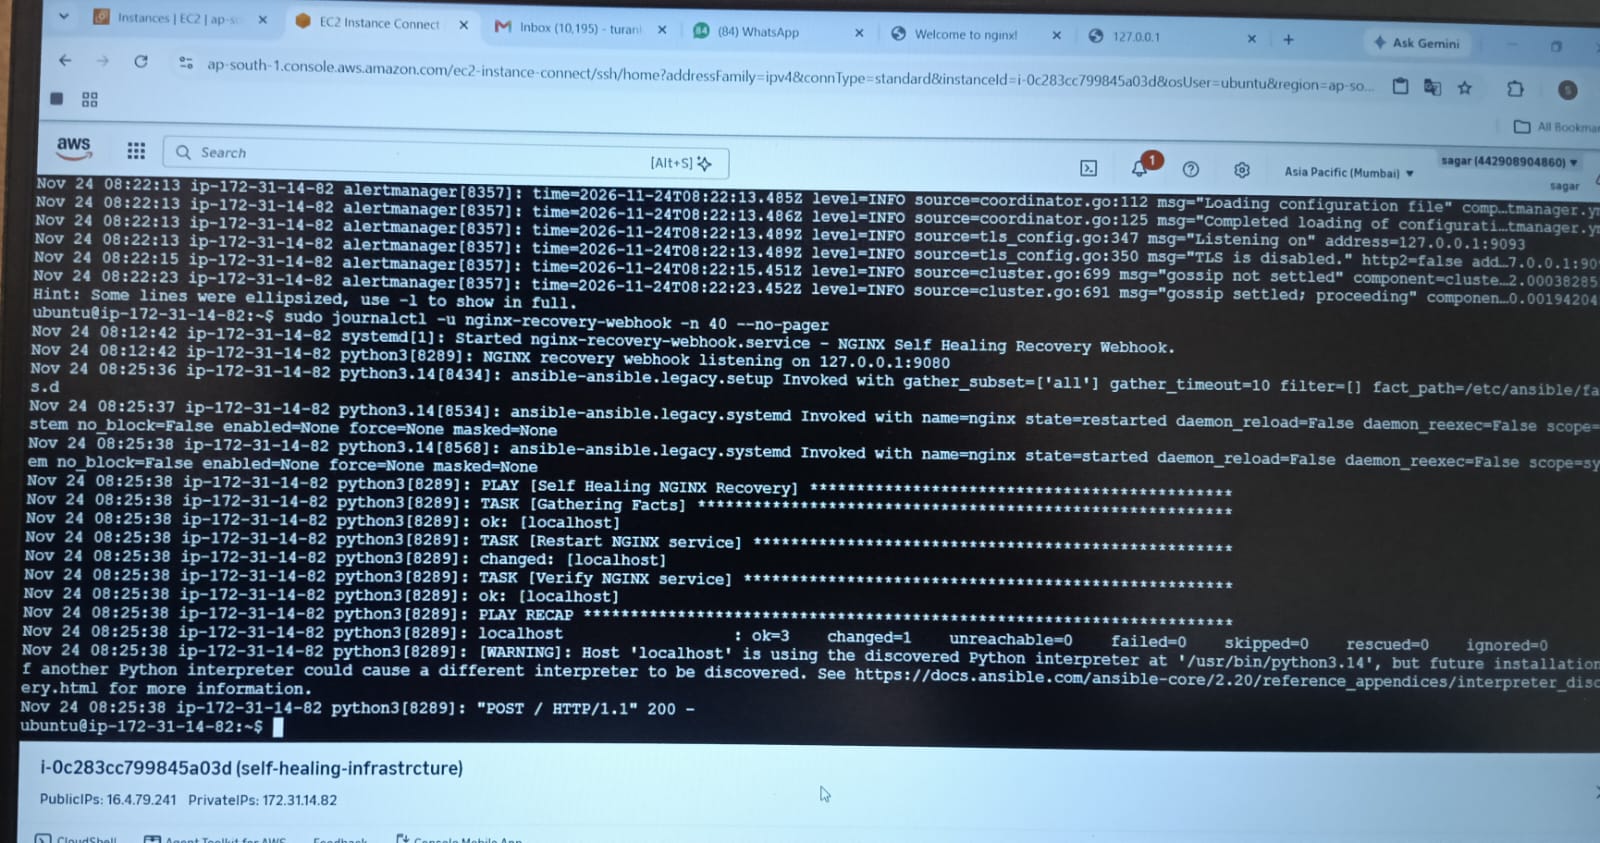 Instances | EC2 | ap-so
EC2 Instance Connect
Inbox (10,195) - turan
(84) WhatsApp
Welcome to nginx!
127.0.0.1
Ask Gemini
ap-south-1.console.aws.amazon.com/ec2-instance-connect/ssh/home?addressFamily=ipv4&connType=standard&instanceId=i-0c283cc799845a03d&osUser=ubuntu&region=ap-so...
All Bookmar
aws
Search
[Alt+S]
1
Asia Pacific (Mumbai)
sagar (442908904860)
sagar
Nov 24 08:22:13 ip-172-31-14-82 alertmanager[8357]: time=2026-11-24T08:22:13.485Z level=INFO source=coordinator.go:112 msg="Loading configuration file" comp…tmanager.y
Nov 24 08:22:13 ip-172-31-14-82 alertmanager[8357]: time=2026-11-24T08:22:13.486Z level=INFO source=coordinator.go:125 msg="Completed loading of configurati…tmanager.y
Nov 24 08:22:13 ip-172-31-14-82 alertmanager[8357]: time=2026-11-24T08:22:13.489Z level=INFO source=tls_config.go:347 msg="Listening on" address=127.0.0.1:9093
Nov 24 08:22:13 ip-172-31-14-82 alertmanager[8357]: time=2026-11-24T08:22:13.489Z level=INFO source=tls_config.go:350 msg="TLS is disabled." http2=false add…7.0.0.1:90
Nov 24 08:22:15 ip-172-31-14-82 alertmanager[8357]: time=2026-11-24T08:22:15.451Z level=INFO source=cluster.go:699 msg="gossip not settled" component=cluste…2.00038285
Nov 24 08:22:23 ip-172-31-14-82 alertmanager[8357]: time=2026-11-24T08:22:23.452Z level=INFO source=cluster.go:691 msg="gossip settled; proceeding" componen…0.00194204
Hint: Some lines were ellipsized, use -l to show in full.
ubuntu@ip-172-31-14-82:~$ sudo journalctl -u nginx-recovery-webhook -n 40 --no-pager
Nov 24 08:12:42 ip-172-31-14-82 systemd[1]: Started nginx-recovery-webhook.service - NGINX Self Healing Recovery Webhook.
Nov 24 08:12:42 ip-172-31-14-82 python3[8289]: NGINX recovery webhook listening on 127.0.0.1:9080
Nov 24 08:25:36 ip-172-31-14-82 python3.14[8434]: ansible-ansible.legacy.setup Invoked with gather_subset=['all'] gather_timeout=10 filter=[] fact_path=/etc/ansible/fa
s.d
Nov 24 08:25:37 ip-172-31-14-82 python3.14[8534]: ansible-ansible.legacy.systemd Invoked with name=nginx state=restarted daemon_reload=False daemon_reexec=False scope=
stem no_block=False enabled=None force=None masked=None
Nov 24 08:25:38 ip-172-31-14-82 python3.14[8568]: ansible-ansible.legacy.systemd Invoked with name=nginx state=started daemon_reload=False daemon_reexec=False scope=sy
em no_block=False enabled=None force=None masked=None
Nov 24 08:25:38 ip-172-31-14-82 python3[8289]: PLAY [Self Healing NGINX Recovery] *********************************************
Nov 24 08:25:38 ip-172-31-14-82 python3[8289]: TASK [Gathering Facts] *********************************************************
Nov 24 08:25:38 ip-172-31-14-82 python3[8289]: ok: [localhost]
Nov 24 08:25:38 ip-172-31-14-82 python3[8289]: TASK [Restart NGINX service] ***************************************************
Nov 24 08:25:38 ip-172-31-14-82 python3[8289]: changed: [localhost]
Nov 24 08:25:38 ip-172-31-14-82 python3[8289]: TASK [Verify NGINX service] ****************************************************
Nov 24 08:25:38 ip-172-31-14-82 python3[8289]: ok: [localhost]
Nov 24 08:25:38 ip-172-31-14-82 python3[8289]: PLAY RECAP *********************************************************************
Nov 24 08:25:38 ip-172-31-14-82 python3[8289]: localhost : ok=3 changed=1 unreachable=0 failed=0 skipped=0 rescued=0 ignored=0
Nov 24 08:25:38 ip-172-31-14-82 python3[8289]: [WARNING]: Host 'localhost' is using the discovered Python interpreter at '/usr/bin/python3.14', but future installation
f another Python interpreter could cause a different interpreter to be discovered. See https://docs.ansible.com/ansible-core/2.20/reference_appendices/interpreter_disc
ery.html for more information.
Nov 24 08:25:38 ip-172-31-14-82 python3[8289]: "POST / HTTP/1.1" 200 -
ubuntu@ip-172-31-14-82:~$
i-0c283cc799845a03d (self-healing-infrastrcture)
PublicIPs: 16.4.79.241 PrivateIPs: 172.31.14.82
CloudShell
Agent Toolkit for AWS
Feedback
Console Mobile App